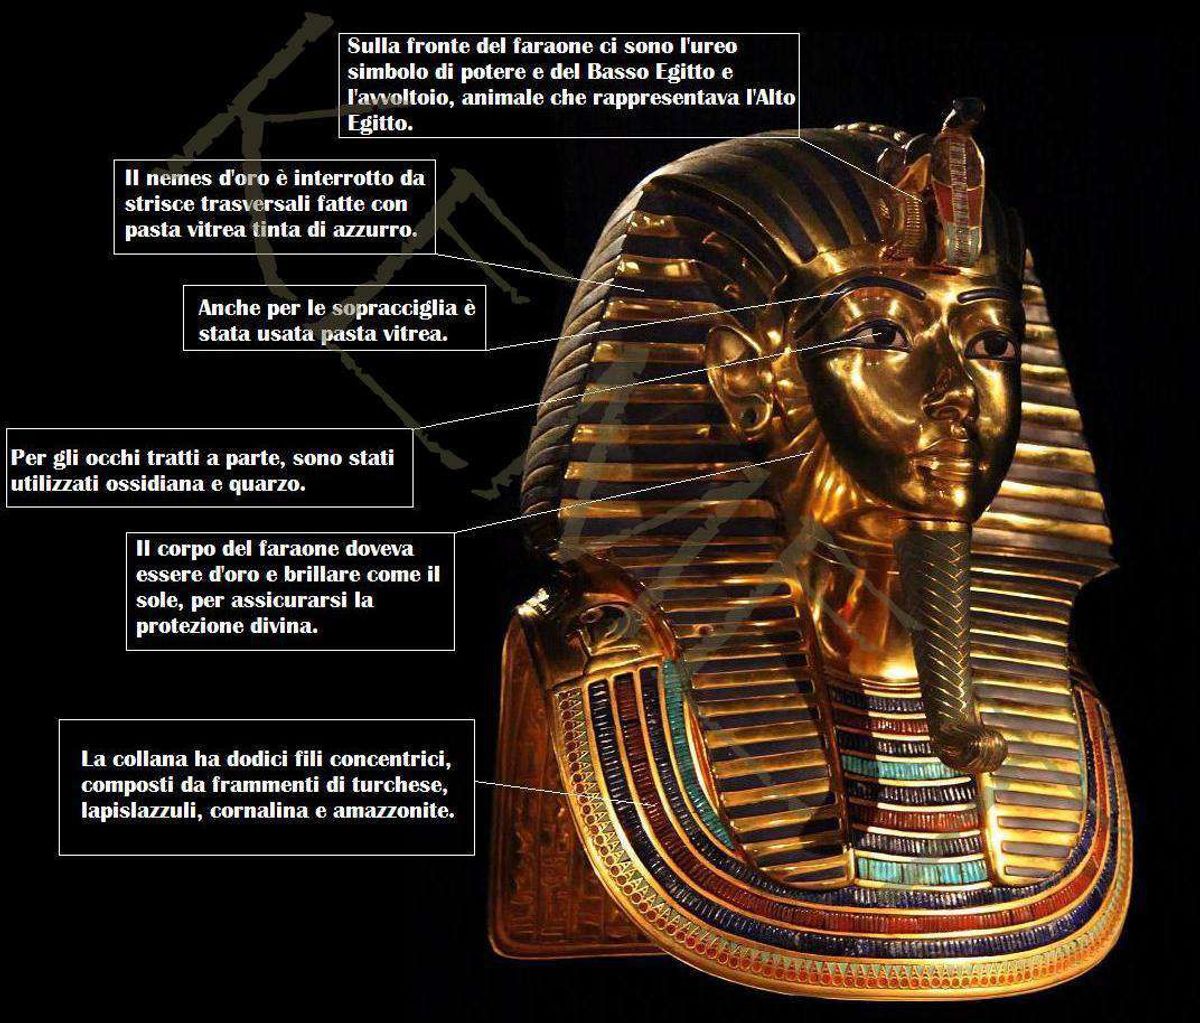 Sulla fronte del faraone ci sono l'ureo
simbolo di potere e del Basso Egitto e
l'avvoltoio, animale che rappresentava l'Alto
Egitto.
Il nemes d'oro è interrotto da
strisce trasversali fatte con
pasta vitrea tinta di azzurro.
Anche per le sopracciglia è
stata usata pasta vitrea.
Per gli occhi tratti a parte, sono stati
utilizzati ossidiana e quarzo.
Il corpo del faraone doveva
essere d'oro e brillare come il
sole, per assicurarsi la
protezione divina.
La collana ha dodici fili concentrici,
composti da frammenti di turchese,
lapislazzuli, cornalina e amazzonite.